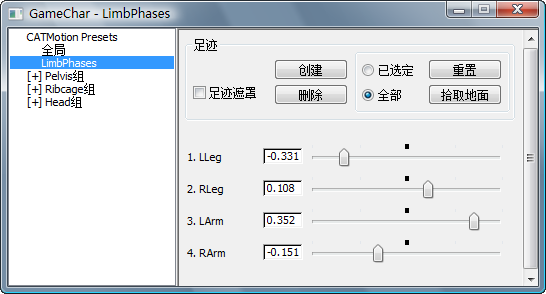 GameChar - LimbPhases
CATMotion Presets
全局
LimbPhases
[+] Pelvis组
[+] Ribcage组
[+] Head组
足迹
创建
已选定
重置
足迹遮罩
删除
全部
拾取地面
1. LLeg
-0.331
2. RLeg
0.108
3. LArm
0.352
4. RArm
-0.151